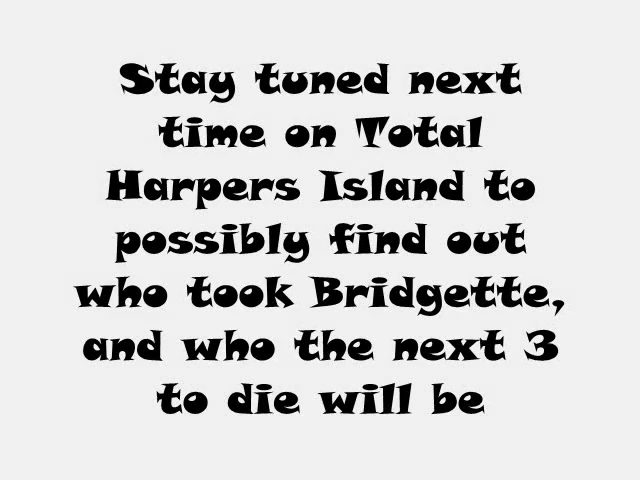 Stay tuned next
time on Total
Harpers Island to
possibly find out
who took Bridgette,
and who the next 3
to die will be